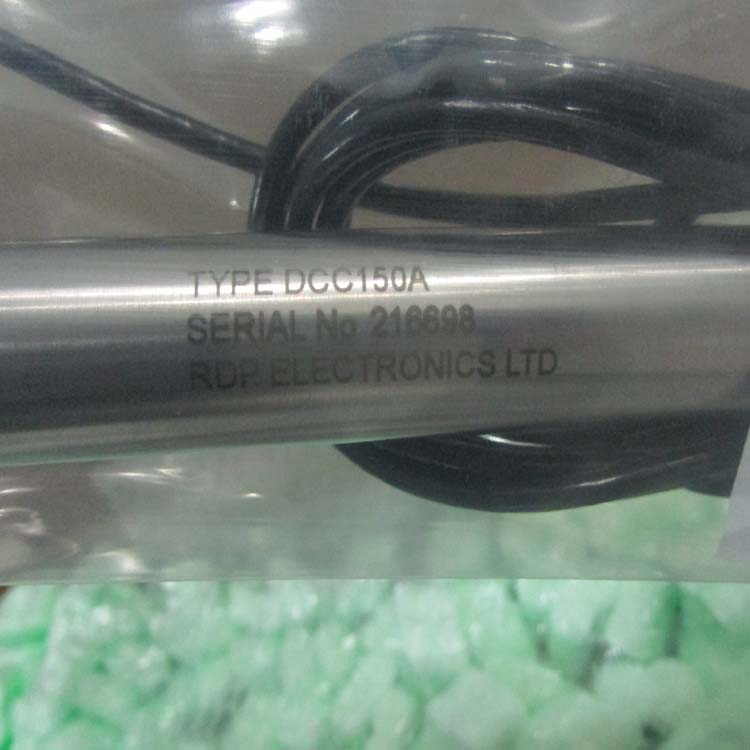 TYPE DCC150A
SERIAL No 216698
RDP ELECTRONICS LTD